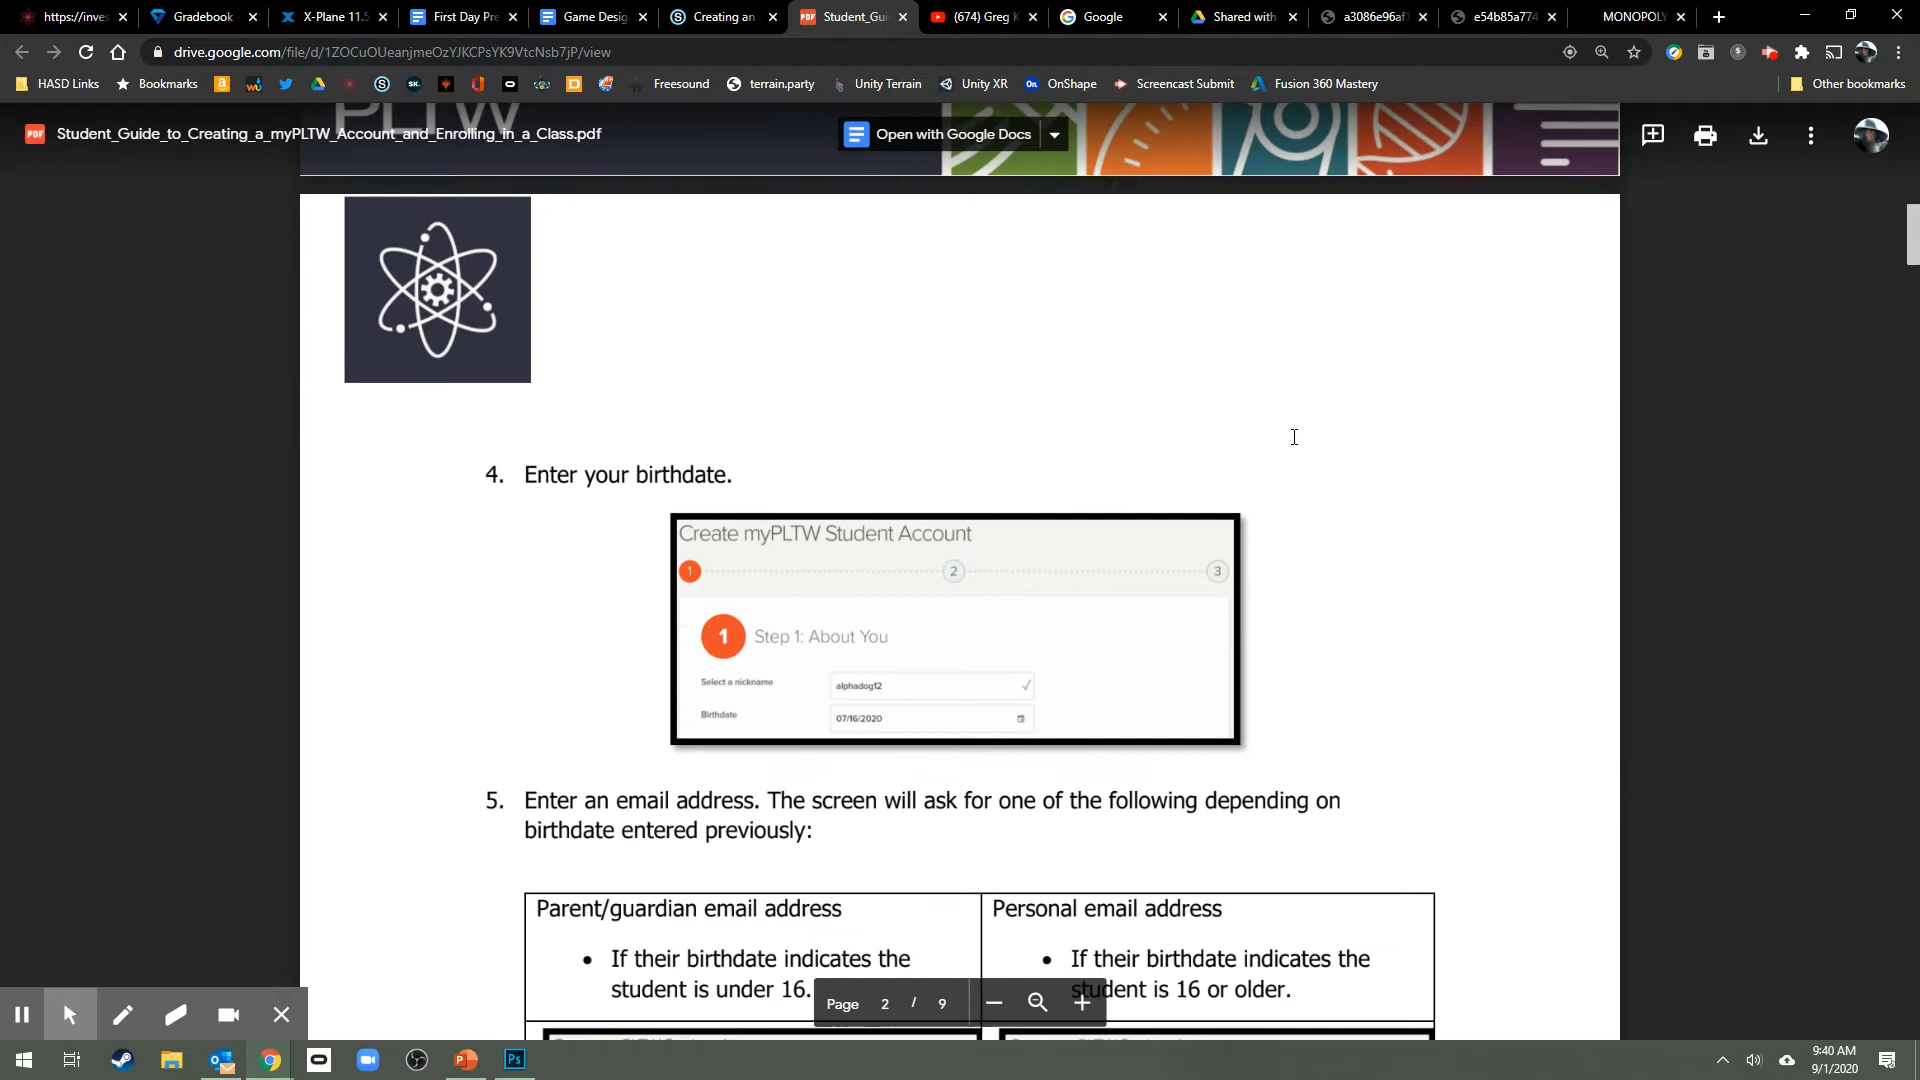 https://inves
Gradebook
X-Plane 11.5
First Day Pre
Game Desig
Creating an
PDF
Student_Gui
(674) Greg K
Google
Shared with
a3086e96af1
e54b85a774
MONOPOLY
drive.google.com/file/d/1ZOCuOUeanjmeOzYJKCPsYK9VtcNsb7jP/view
HASD Links
Bookmarks
Freesound
terrain.party
Unity Terrain
Unity XR
OnShape
Screencast Submit
Fusion 360 Mastery
Other bookmarks
PLTW
PDF
Student_Guide_to_Creating_a_myPLTW_Account_and_Enrolling_in_a_Class.pdf
Open with Google Docs
4. Enter your birthdate.
Create myPLTW Student Account
1
2
3
1 Step 1: About You
Select a nickname
alphadog12
Birthdate
07/16/2020
5. Enter an email address. The screen will ask for one of the following depending on
birthdate entered previously:
Parent/guardian email address
• If their birthdate indicates the
student is under 16.
Personal email address
• If their birthdate indicates the
student is 16 or older.
Page 2 / 9
9:40 AM
9/1/2020